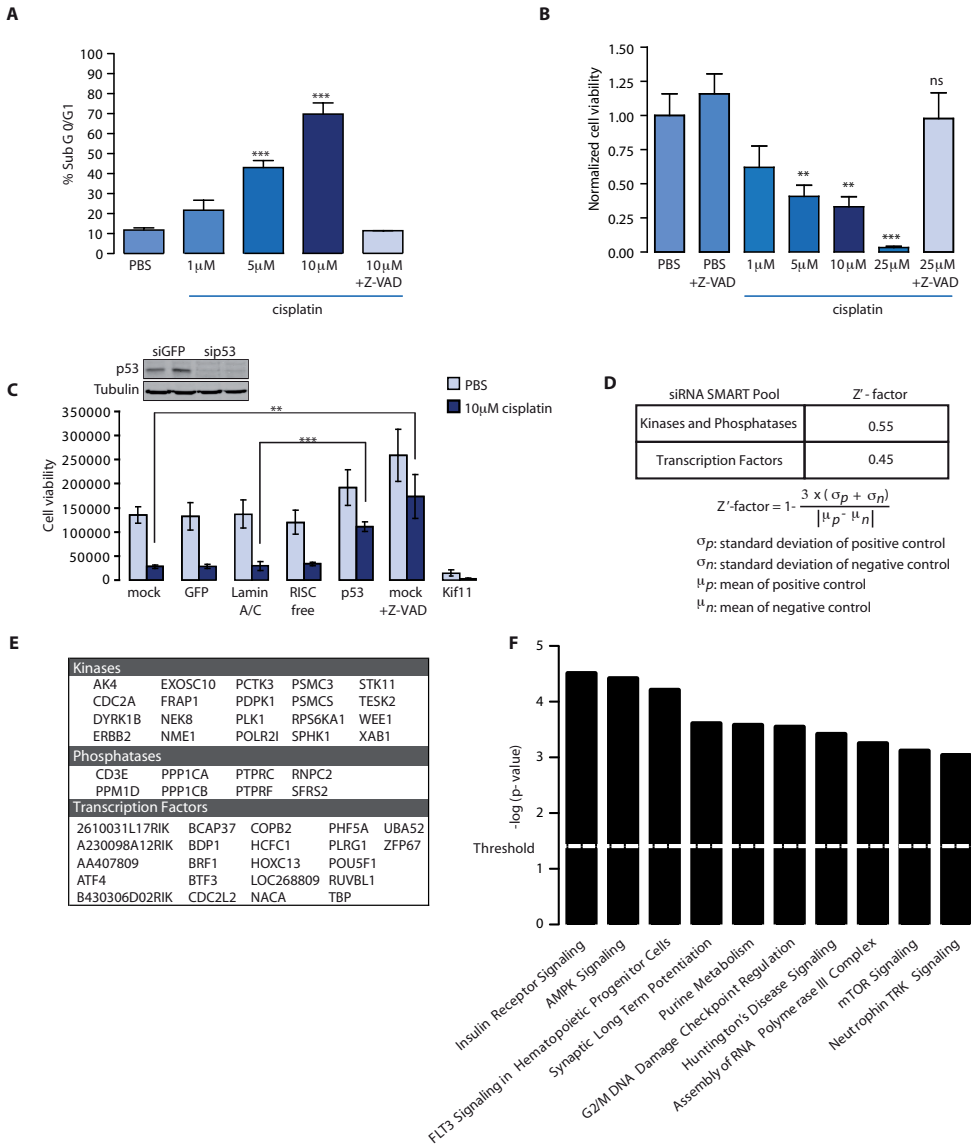 A
100
90
80
70
60
50
40
30
20
10
0
% Sub G 0/G1
***
***
PBS
1μM
5μM
10μM
10μM
+Z-VAD
cisplatin
B
1.50
1.25
1.00
0.75
0.50
0.25
0.00
Normalized cell viability
**
**
***
ns
PBS
PBS
+Z-VAD
1μM
5μM
10μM
25μM
25μM
+Z-VAD
cisplatin
C
siGFP sip53
p53
Tubulin
PBS
10μM cisplatin
350000
300000
250000
200000
150000
100000
50000
0
Cell viability
**
***
mock
GFP
Lamin
A/C
RISC
free
p53
mock
+Z-VAD
Kif11
D
siRNA SMART Pool Z'- factor
Kinases and Phosphatases 0.55
Transcription Factors 0.45
Z'-factor = 1- 3 x ( σp + σn) / |μp - μn|
σp: standard deviation of positive control
σn: standard deviation of negative control
μp: mean of positive control
μn: mean of negative control
E
Kinases
AK4 EXOSC10 PCTK3 PSMC3 STK11
CDC2A FRAP1 PDPK1 PSMCS TESK2
DYRK1B NEK8 PLK1 RPS6KA1 WEE1
ERBB2 NME1 POLR2I SPHK1 XAB1
Phosphatases
CD3E PPP1CA PTPRC RNPC2
PPM1D PPP1CB PTPRF SFRS2
Transcription Factors
2610031L17RIK BCAP37 COPB2 PHF5A UBA52
A230098A12RIK BDP1 HCFC1 PLRG1 ZFP67
AA407809 BRF1 HOXC13 POU5F1
ATF4 BTF3 LOC268809 RUVBL1
B430306D02RIK CDC2L2 NACA TBP
F
5
4
3
2
1
0
-log (p- value)
Threshold
Insulin Receptor Signaling
AMPK Signaling
FLT3 Signaling in Hematopoietic Progenitor Cells
Synaptic Long Term Potentiation
Purine Metabolism
G2/M DNA Damage Checkpoint Regulation
Huntington's Disease Signaling
Assembly of RNA Polymerase III Complex
mTOR Signaling
Neutrophin TRK Signaling